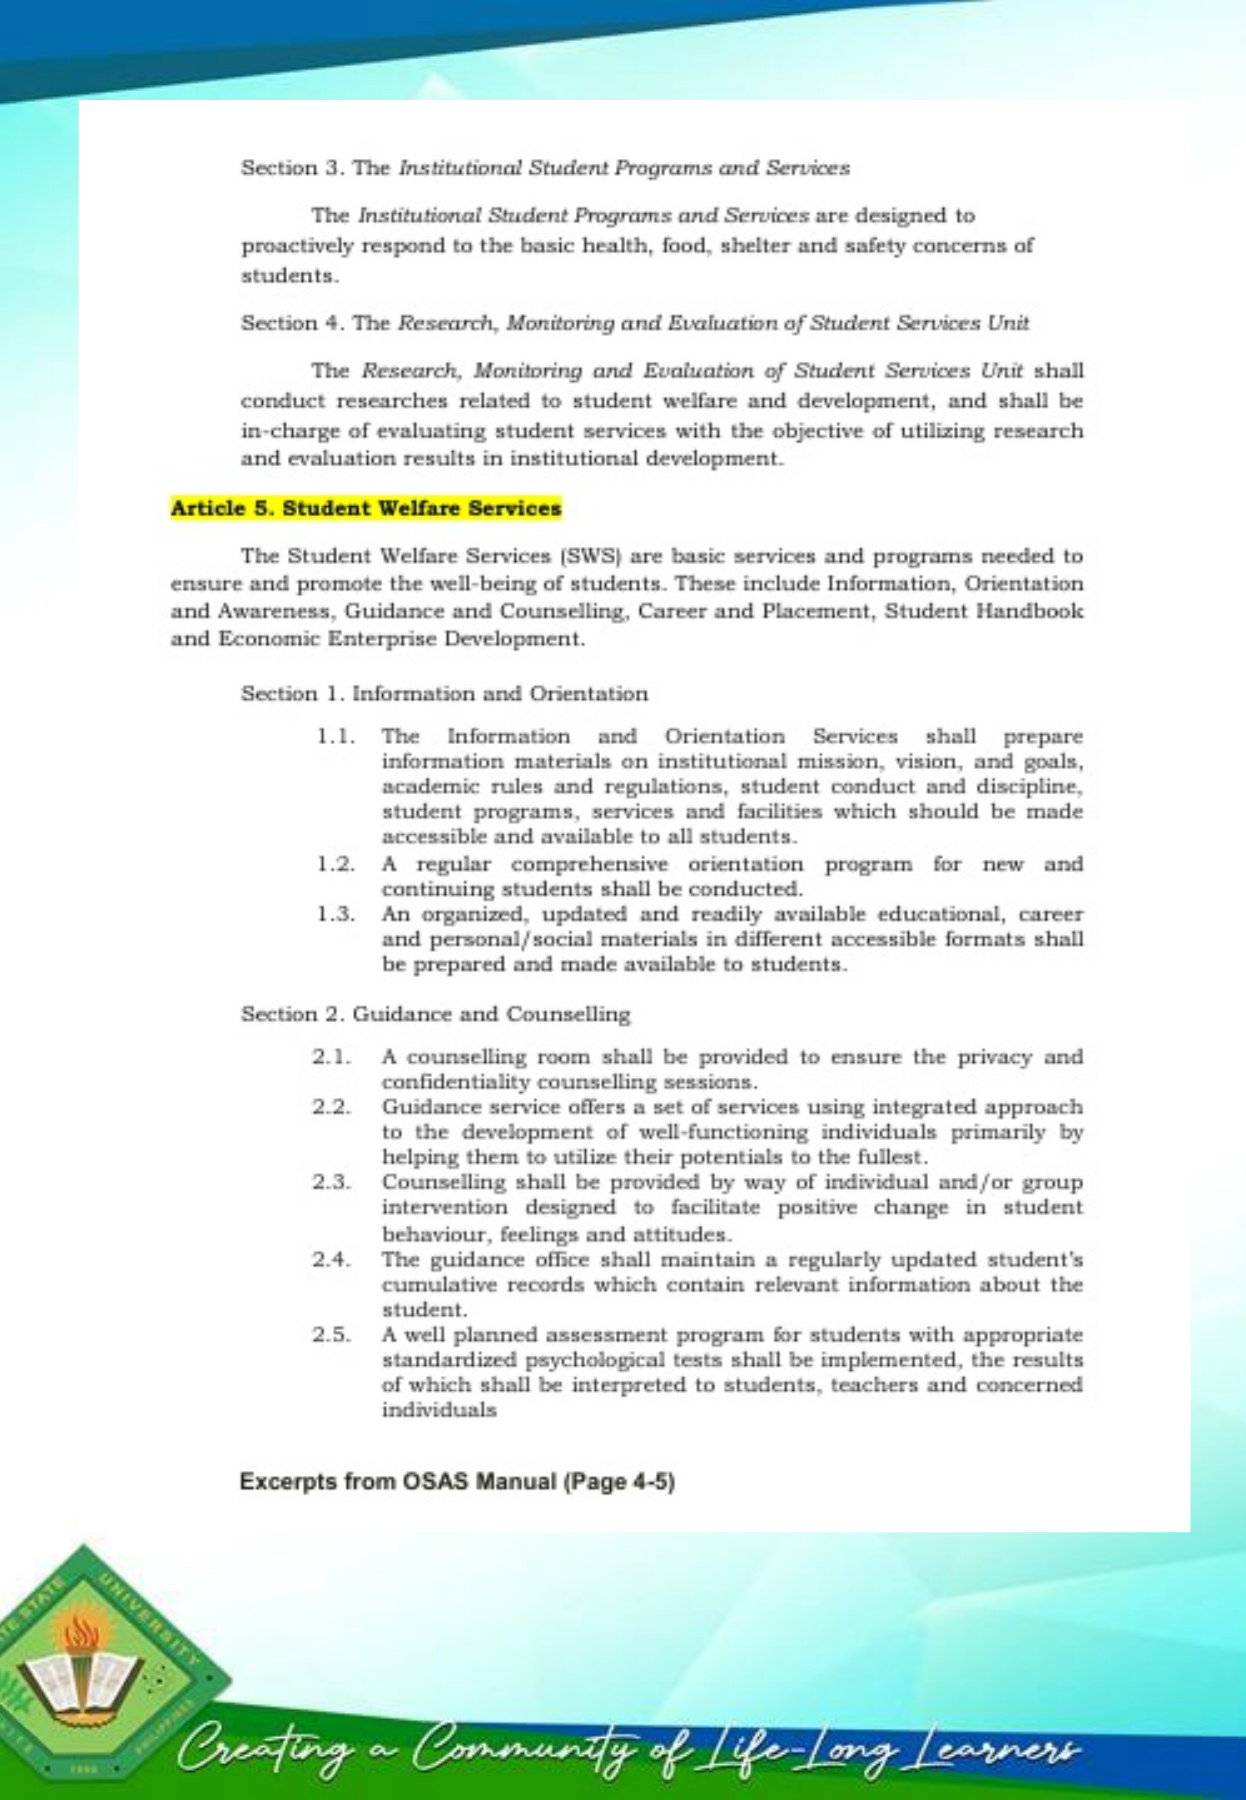 Section 3. The Institutional Student Programs and Services
The Institutional Student Programs and Services are designed to
proactively respond to the basic health, food, shelter and safety concerns of
students.
Section 4. The Research, Monitoring and Evaluation of Student Services Unit
The Research, Monitoring and Evaluation of Student Services Unit shall
conduct researches related to student welfare and development, and shall be
in-charge of evaluating student services with the objective of utilizing research
and evaluation results in institutional development.
Article 5. Student Welfare Services
The Student Welfare Services (SWS) are basic services and programs needed to
ensure and promote the well-being of students. These include Information, Orientation
and Awareness, Guidance and Counselling, Career and Placement, Student Handbook
and Economic Enterprise Development.
Section 1. Information and Orientation
1.1. The Information and Orientation Services shall prepare
information materials on institutional mission, vision, and goals,
academic rules and regulations, student conduct and discipline,
student programs, services and facilities which should be made
accessible and available to all students.
1.2. A regular comprehensive orientation program for new and
continuing students shall be conducted.
1.3. An organized, updated and readily available educational, career
and personal/social materials in different accessible formats shall
be prepared and made available to students.
Section 2. Guidance and Counselling
2.1. A counselling room shall be provided to ensure the privacy and
confidentiality counselling sessions.
2.2. Guidance service offers a set of services using integrated approach
to the development of well-functioning individuals primarily by
helping them to utilize their potentials to the fullest.
2.3. Counselling shall be provided by way of individual and/or group
intervention designed to facilitate positive change in student
behaviour, feelings and attitudes.
2.4. The guidance office shall maintain a regularly updated student's
cumulative records which contain relevant information about the
student.
2.5. A well planned assessment program for students with appropriate
standardized psychological tests shall be implemented, the results
of which shall be interpreted to students, teachers and concerned
individuals
Excerpts from OSAS Manual (Page 4-5)
STATE UNIVERSITY
PHILIPPINES
Creating a Community of Life-Long Learners